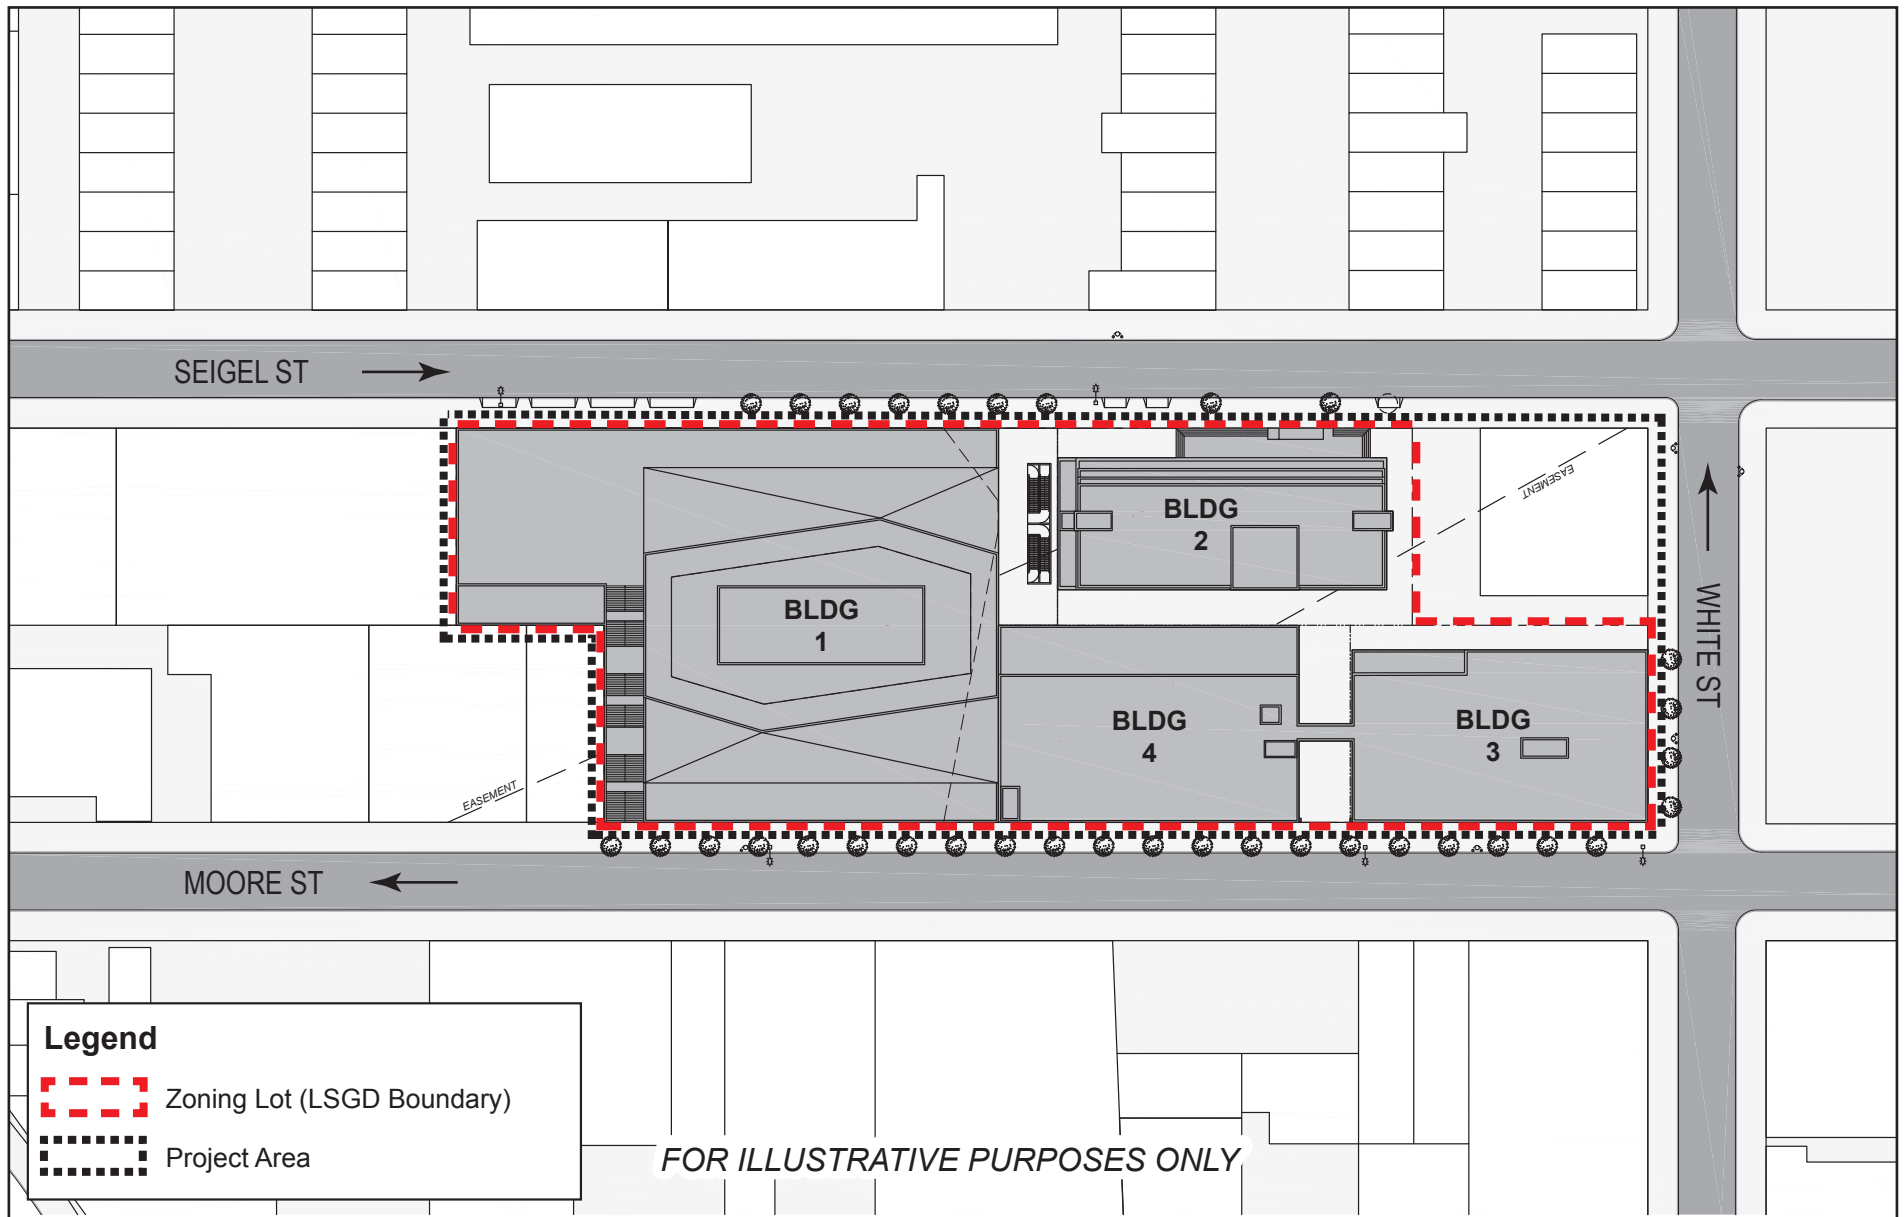 SEIGEL ST
EASEMENT
BLDG
2
BLDG
1
WHITE ST
BLDG
4
BLDG
3
EASEMENT
MOORE ST
Legend
Zoning Lot (LSGD Boundary)
Project Area
FOR ILLUSTRATIVE PURPOSES ONLY